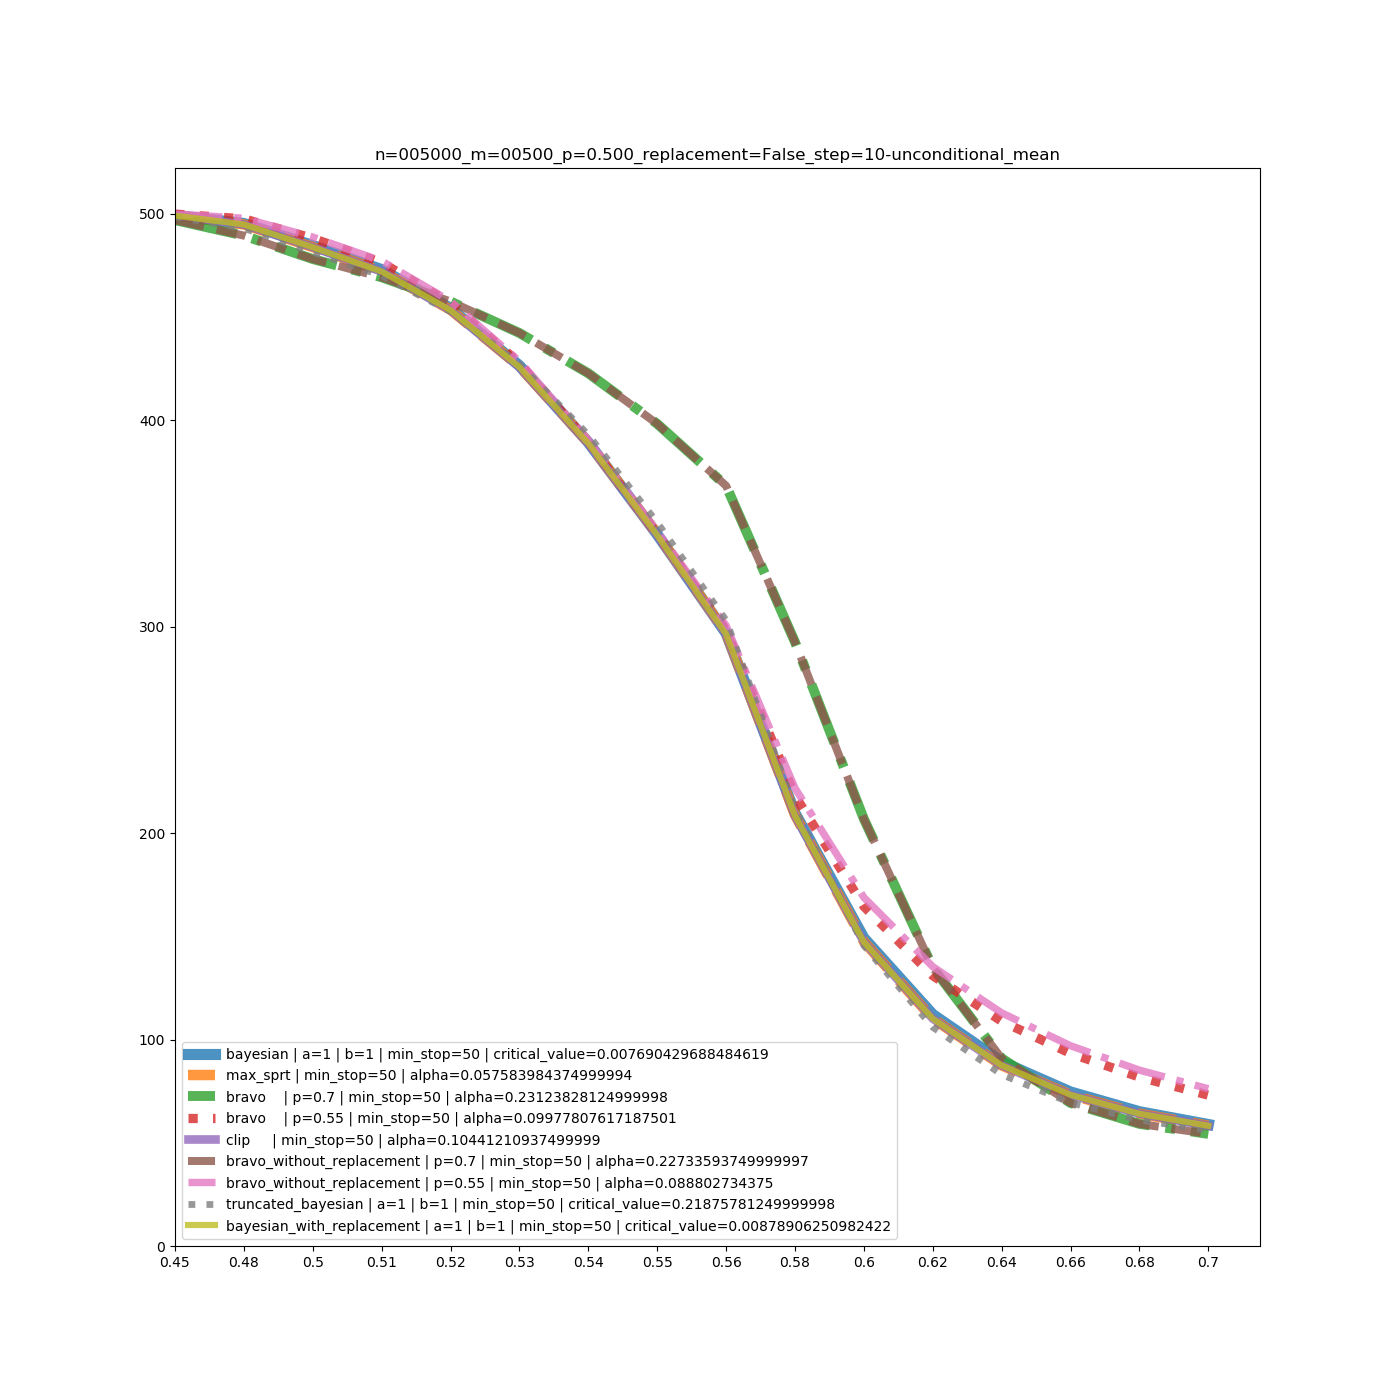 n=005000_m=00500_p=0.500_replacement=False_step=10-unconditional_mean
500
400
300
200
100
0
bayesian | a=1 | b=1 | min_stop=50 | critical_value=0.007690429688484619
max_sprt | min_stop=50 | alpha=0.057583984374999994
bravo    | p=0.7 | min_stop=50 | alpha=0.23123828124999998
bravo    | p=0.55 | min_stop=50 | alpha=0.09977807617187501
clip     | min_stop=50 | alpha=0.10441210937499999
bravo_without_replacement | p=0.7 | min_stop=50 | alpha=0.22733593749999997
bravo_without_replacement | p=0.55 | min_stop=50 | alpha=0.088802734375
truncated_bayesian | a=1 | b=1 | min_stop=50 | critical_value=0.21875781249999998
bayesian_with_replacement | a=1 | b=1 | min_stop=50 | critical_value=0.00878906250982422
0.45 0.48 0.5 0.51 0.52 0.53 0.54 0.55 0.56 0.58 0.6 0.62 0.64 0.66 0.68 0.7